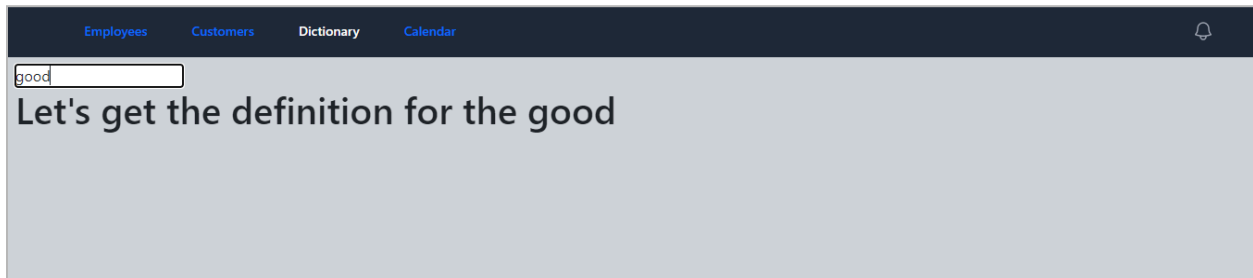 Employees Customers Dictionary Calendar
good
Let's get the definition for the good